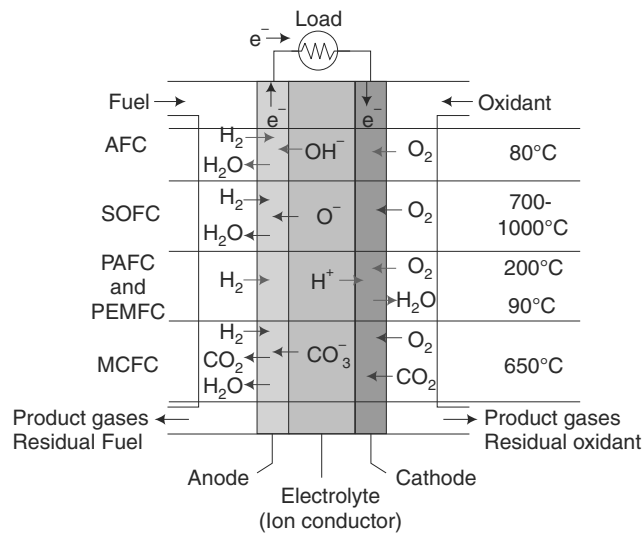 Load
e⁻
Fuel
Oxidant
e⁻
e⁻
AFC
H₂
H₂O
OH⁻
O₂
80°C
SOFC
H₂
H₂O
O⁻
O₂
700-
1000°C
PAFC
and
PEMFC
H₂
H⁺
O₂
H₂O
200°C
90°C
MCFC
H₂
CO₂
H₂O
CO₃⁻
O₂
CO₂
650°C
Product gases
Residual Fuel
Product gases
Residual oxidant
Anode
Cathode
Electrolyte
(Ion conductor)